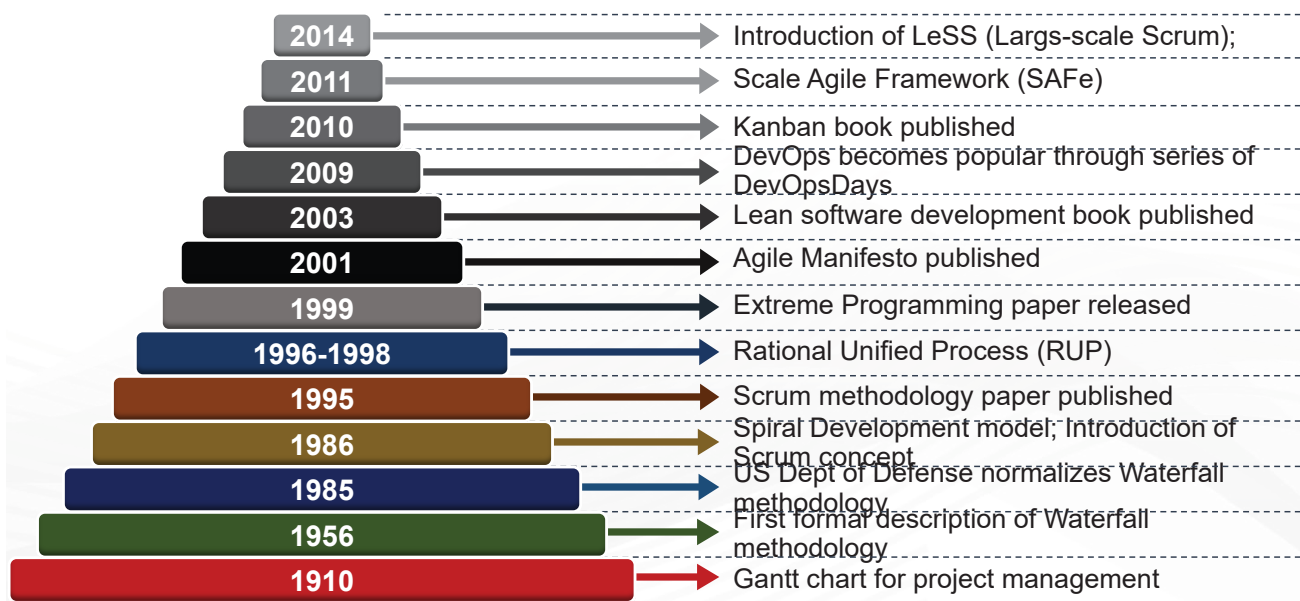 2014
Introduction of LeSS (Largs-scale Scrum);
2011
Scale Agile Framework (SAFe)
2010
Kanban book published
2009
DevOps becomes popular through series of
DevOpsDays
2003
Lean software development book published
2001
Agile Manifesto published
1999
Extreme Programming paper released
1996-1998
Rational Unified Process (RUP)
1995
Scrum methodology paper published
1986
Spiral Development model; Introduction of
Scrum concept
1985
US Dept of Defense normalizes Waterfall
methodology
1956
First formal description of Waterfall
methodology
1910
Gantt chart for project management